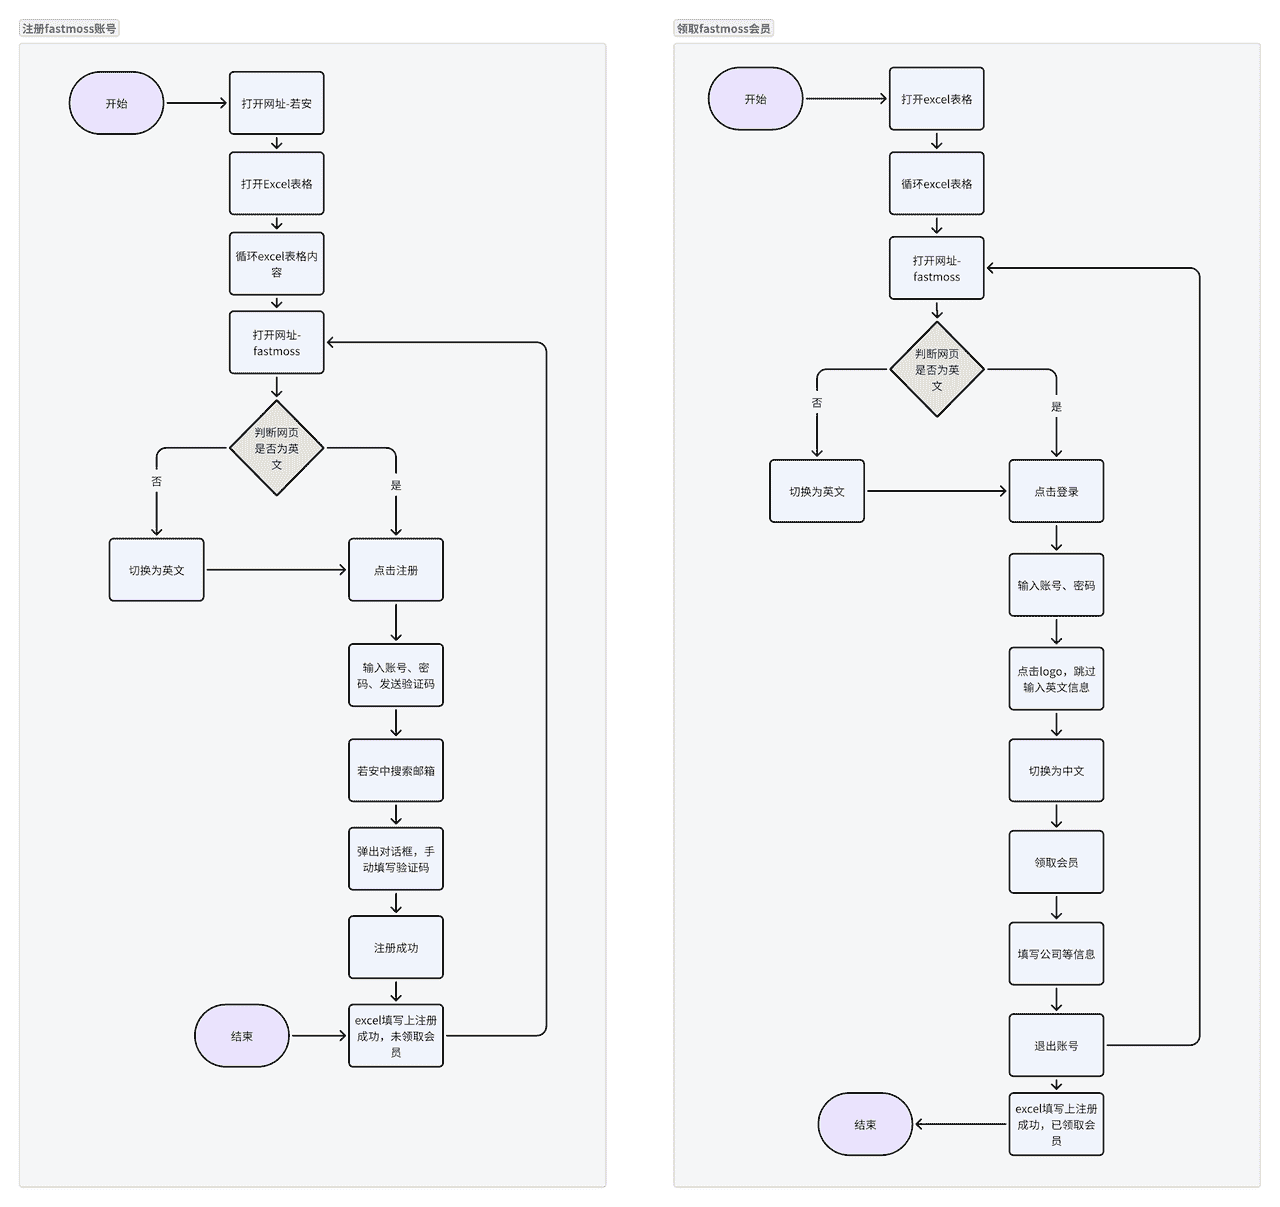 注册fastmoss账号
开始
打开网址-若安
打开Excel表格
循环excel表格内
容
打开网址-
fastmoss
判断网页
是否为英
文
否
是
切换为英文
点击注册
输入账号、密
码、发送验证码
若安中搜索邮箱
弹出对话框，手
动填写验证码
注册成功
结束
excel填写上注册
成功，未领取会
员
领取fastmoss会员
开始
打开excel表格
循环excel表格
打开网址-
fastmoss
判断网页
是否为英
文
否
是
切换为英文
点击登录
输入账号、密码
点击logo，跳过
输入英文信息
切换为中文
领取会员
填写公司等信息
退出账号
结束
excel填写上注册
成功，已领取会
员